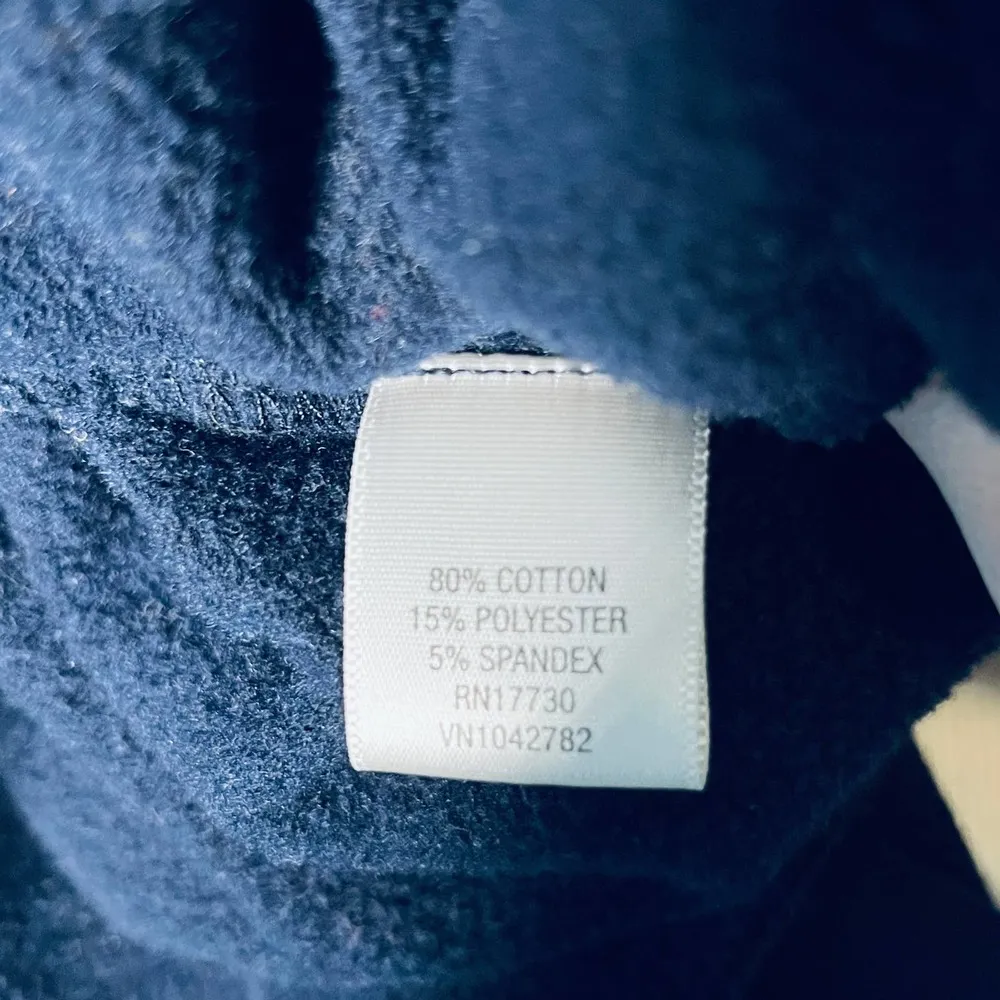 80% COTTON
15% POLYESTER
5% SPANDEX
RN17730
VN1042782